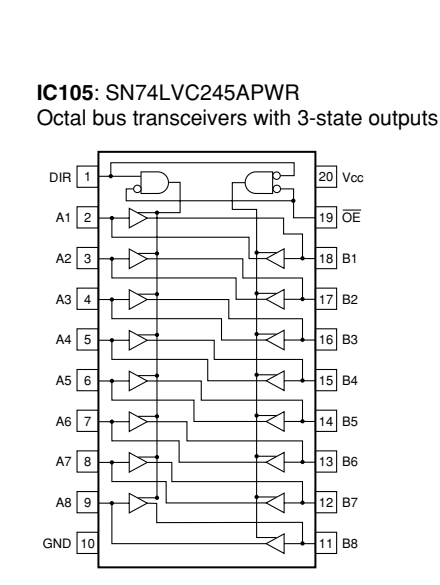 IC105: SN74LVC245APWR
Octal bus transceivers with 3-state outputs
DIR 1 20 Vcc
A1 2 19 OE
A2 3 18 B1
A3 4 17 B2
A4 5 16 B3
A5 6 15 B4
A6 7 14 B5
A7 8 13 B6
A8 9 12 B7
GND 10 11 B8